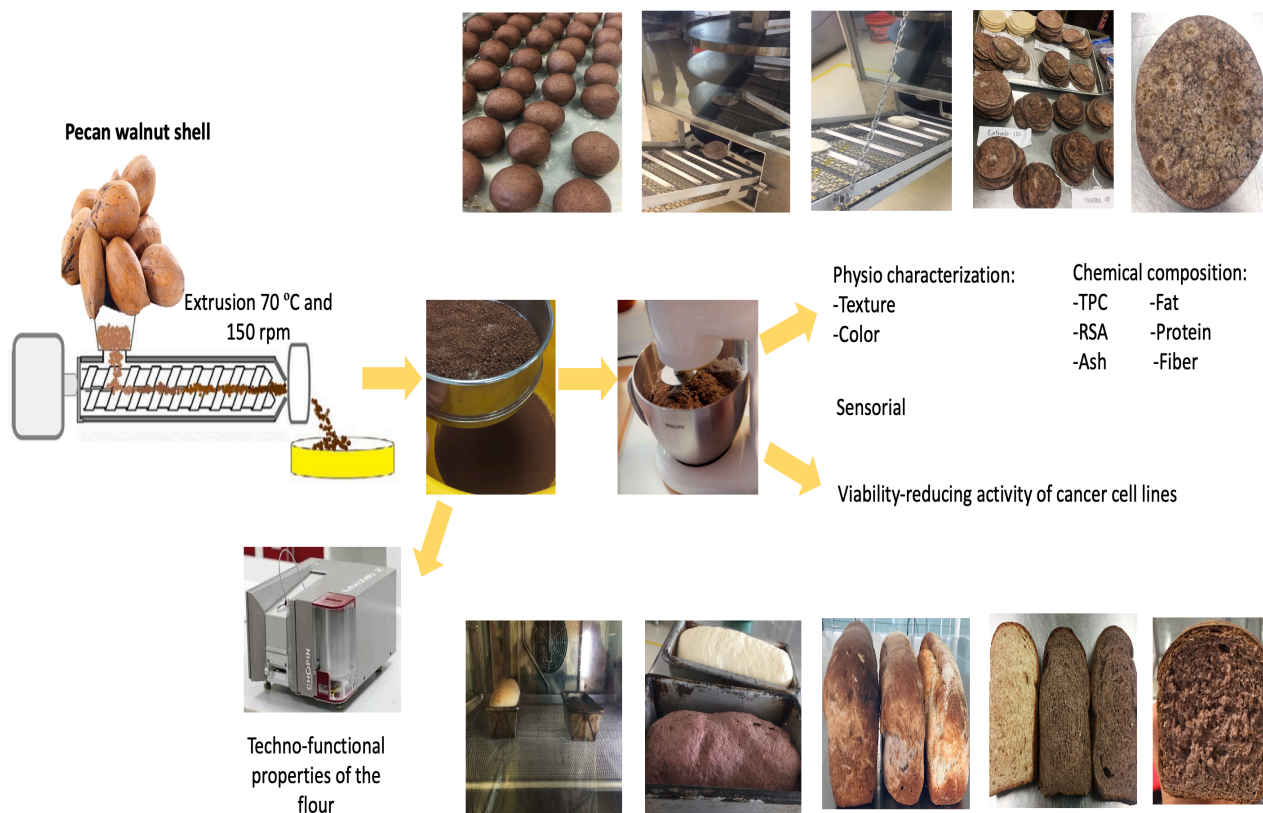 Pecan walnut shell
Extrusion 70 ºC and
150 rpm
Physio characterization:
-Texture
-Color
Chemical composition:
-TPC -Fat
-RSA -Protein
-Ash -Fiber
Sensorial
Viability-reducing activity of cancer cell lines
PHILIPS
CHOPIN
Techno-functional
properties of the
flour